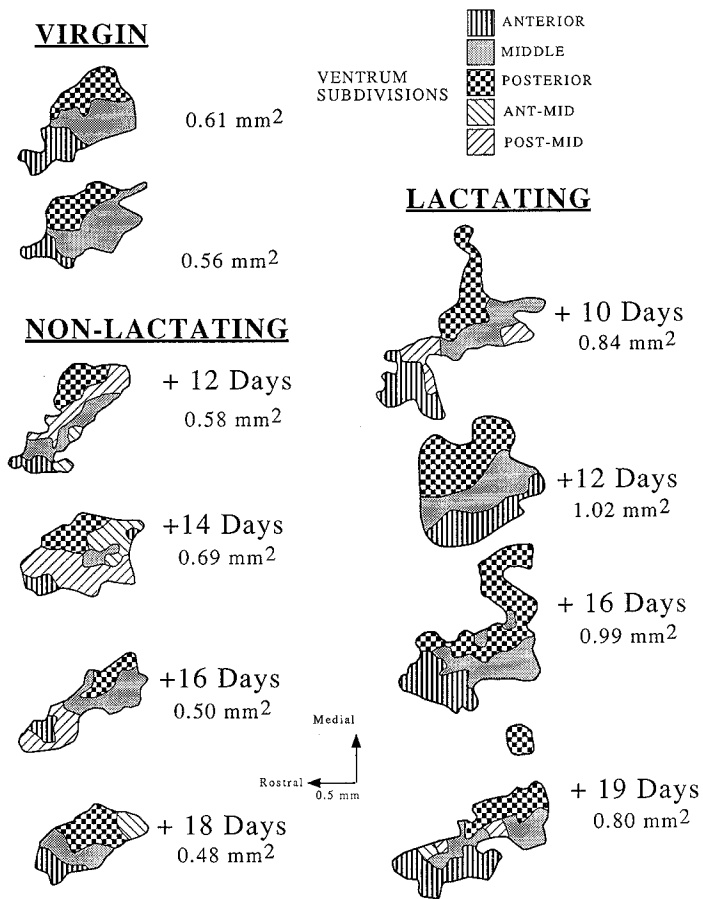 VIRGIN
0.61 mm2
0.56 mm2
VENTRUM
SUBDIVISIONS
ANTERIOR
MIDDLE
POSTERIOR
ANT-MID
POST-MID
NON-LACTATING
+ 12 Days
0.58 mm2
+14 Days
0.69 mm2
+16 Days
0.50 mm2
+ 18 Days
0.48 mm2
LACTATING
+ 10 Days
0.84 mm2
+12 Days
1.02 mm2
+ 16 Days
0.99 mm2
+ 19 Days
0.80 mm2
Medial
Rostral
0.5 mm